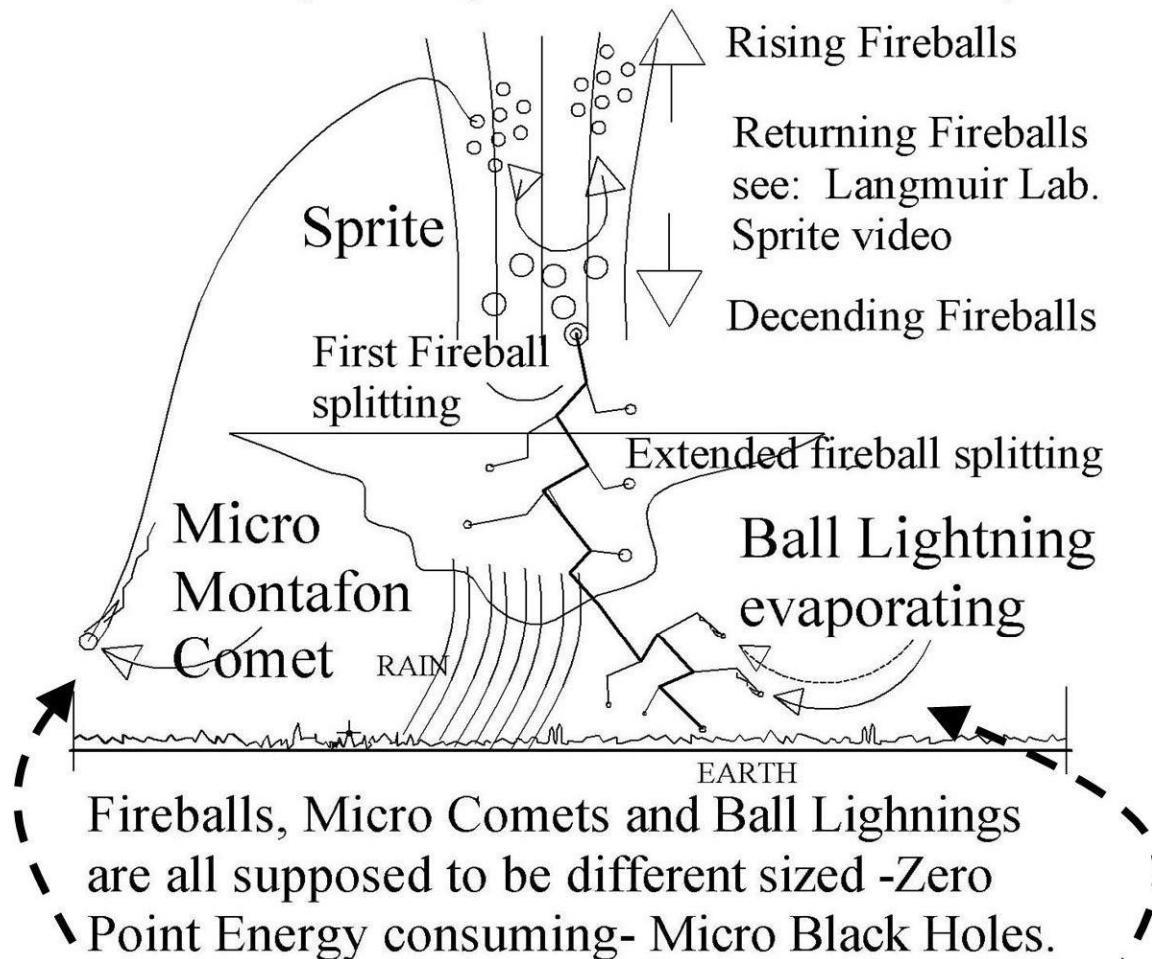 Rising Fireballs
Returning Fireballs
see: Langmuir Lab.
Sprite video
Sprite
Decending Fireballs
First Fireball
splitting
Extended fireball splitting
Micro
Montafon
Comet
Ball Lightning
evaporating
RAIN
EARTH
Fireballs, Micro Comets and Ball Lighnings
are all supposed to be different sized -Zero
Point Energy consuming- Micro Black Holes.